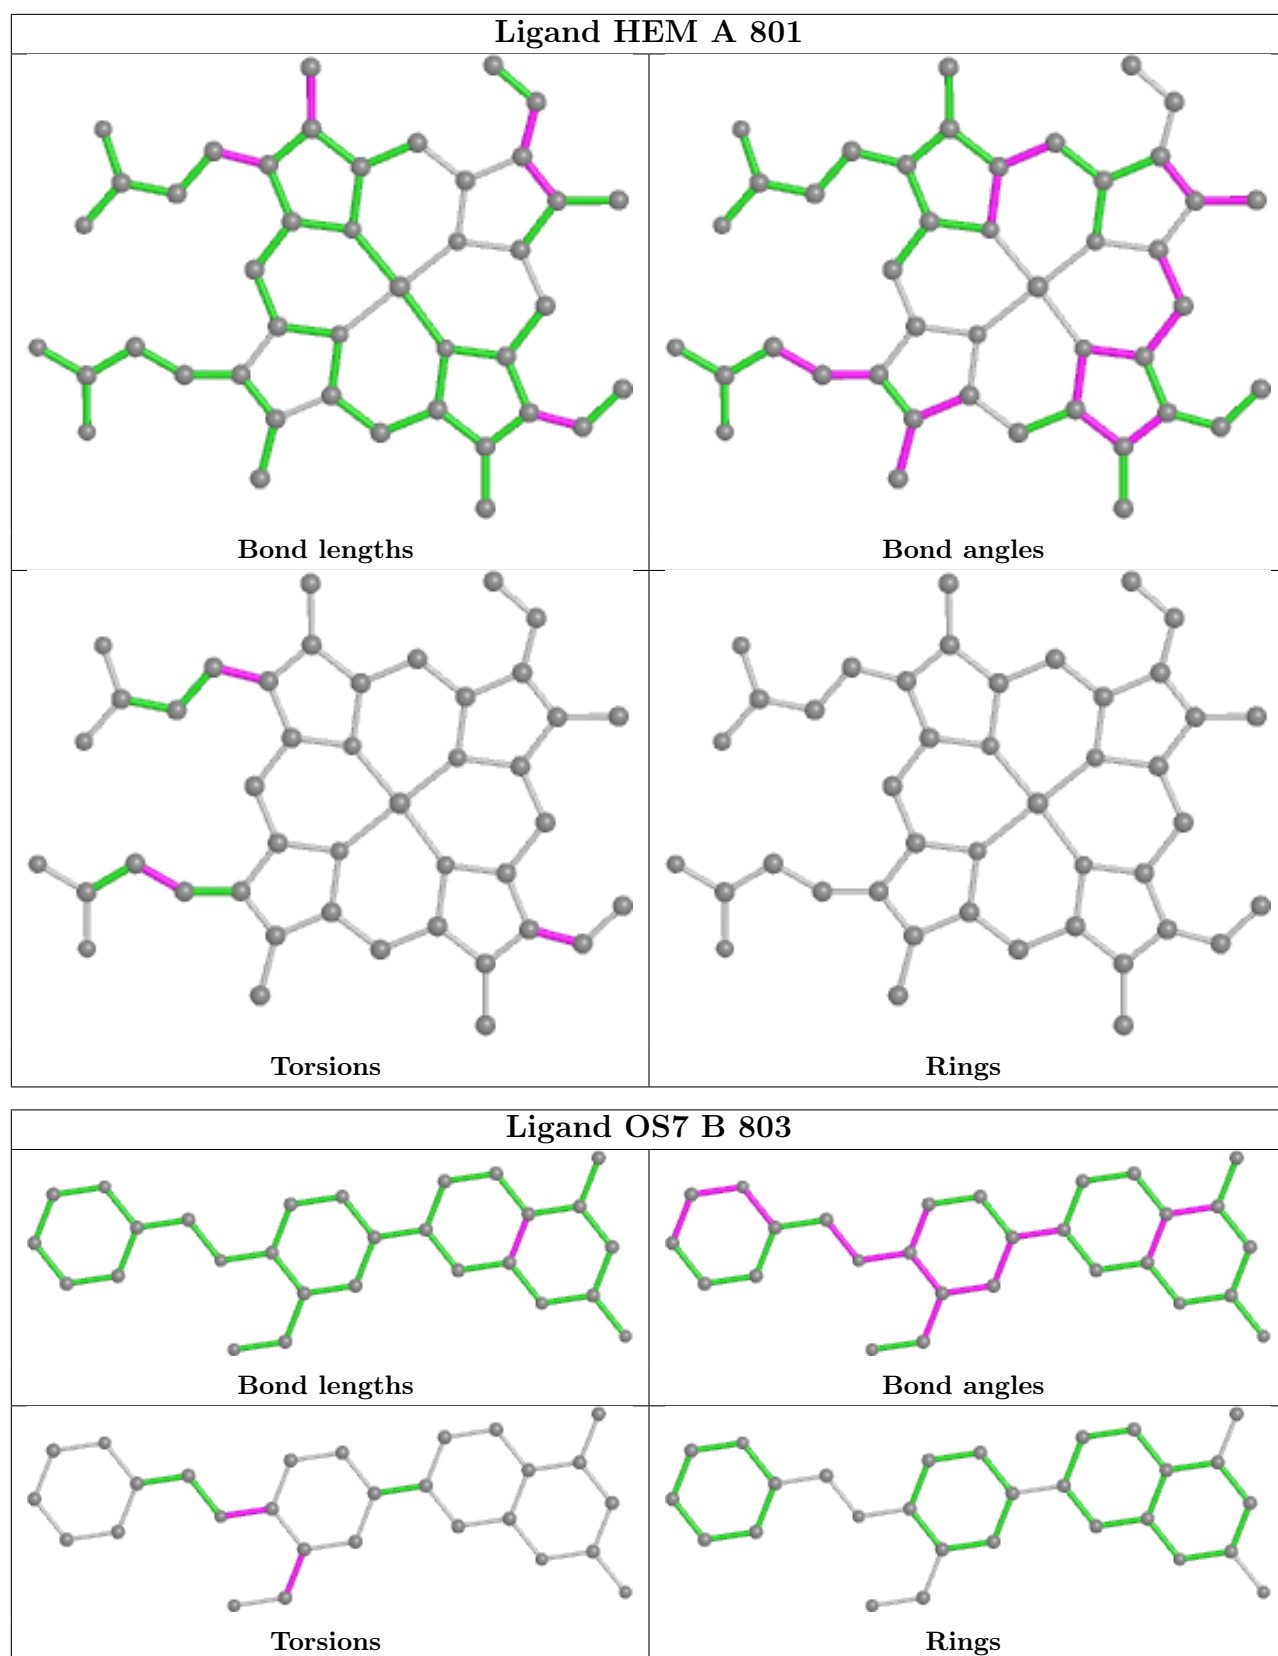 Ligand HEM A 801
Bond lengths
Bond angles
Torsions
Rings
Ligand OS7 B 803
Bond lengths
Bond angles
Torsions
Rings